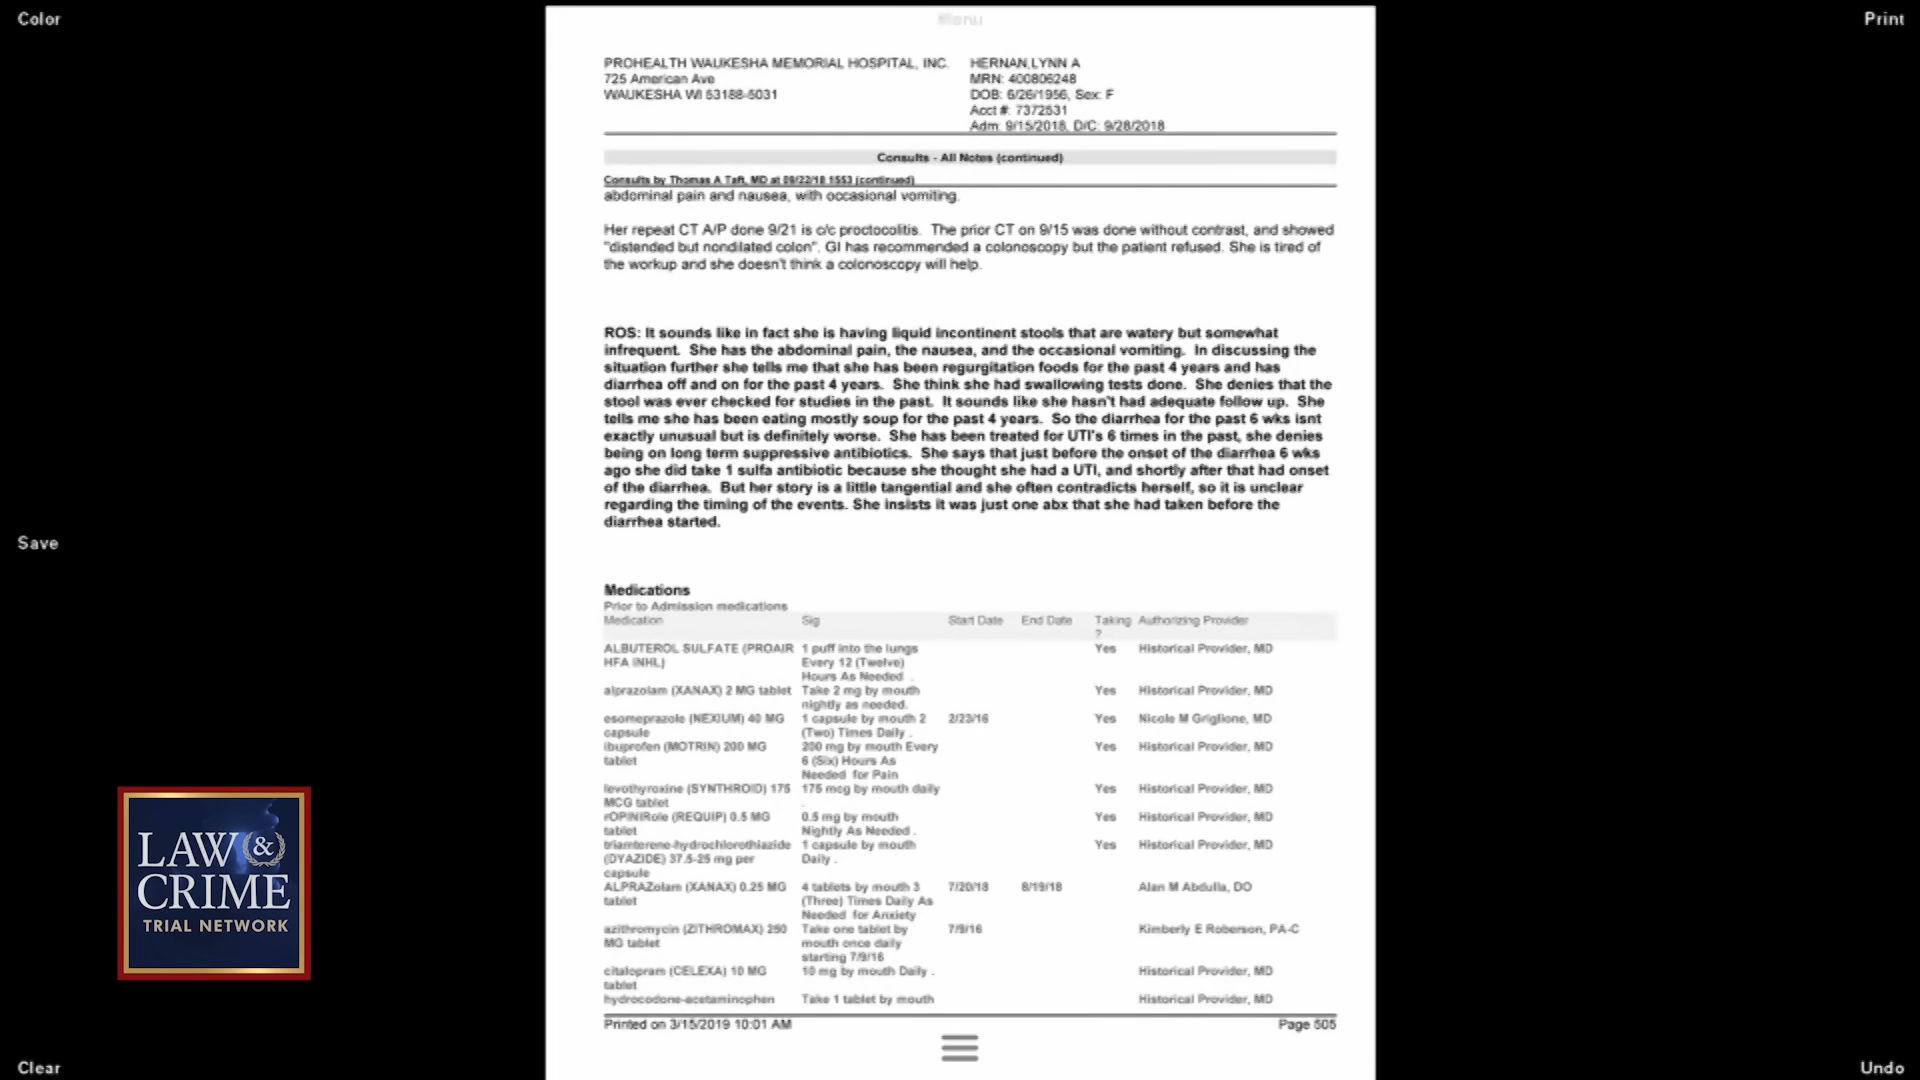 Color
Menu
Print
PROHEALTH WAUKESHA MEMORIAL HOSPITAL, INC.
725 American Ave
WAUKESHA WI 53188-5031
HERNAN,LYNN A
MRN: 400806248
DOB: 6/26/1956, Sex: F
Acct #: 7372531
Adm: 9/15/2018, D/C: 9/28/2018
Consults - All Notes (continued)
Consults by Thomas A Taft, MD at 09/22/18 1553 (continued)
abdominal pain and nausea, with occasional vomiting.
Her repeat CT A/P done 9/21 is c/c proctocolitis. The prior CT on 9/15 was done without contrast, and showed
"distended but nondilated colon". GI has recommended a colonoscopy but the patient refused. She is tired of
the workup and she doesn't think a colonoscopy will help.
ROS: It sounds like in fact she is having liquid incontinent stools that are watery but somewhat
infrequent. She has the abdominal pain, the nausea, and the occasional vomiting. In discussing the
situation further she tells me that she has been regurgitation foods for the past 4 years and has
diarrhea off and on for the past 4 years. She think she had swallowing tests done. She denies that the
stool was ever checked for studies in the past. It sounds like she hasn't had adequate follow up. She
tells me she has been eating mostly soup for the past 4 years. So the diarrhea for the past 6 wks isnt
exactly unusual but is definitely worse. She has been treated for UTI's 6 times in the past, she denies
being on long term suppressive antibiotics. She says that just before the onset of the diarrhea 6 wks
ago she did take 1 sulfa antibiotic because she thought she had a UTI, and shortly after that had onset
of the diarrhea. But her story is a little tangential and she often contradicts herself, so it is unclear
regarding the timing of the events. She insists it was just one abx that she had taken before the
diarrhea started.
Save
Medications
Prior to Admission medications
Medication Sig Start Date End Date Taking Authorizing Provider
?
ALBUTEROL SULFATE (PROAIR 1 puff into the lungs Yes Historical Provider, MD
HFA INHL) Every 12 (Twelve)
Hours As Needed .
alprazolam (XANAX) 2 MG tablet Take 2 mg by mouth Yes Historical Provider, MD
nightly as needed.
esomeprazole (NEXIUM) 40 MG 1 capsule by mouth 2 2/23/16 Yes Nicole M Griglione, MD
capsule (Two) Times Daily .
ibuprofen (MOTRIN) 200 MG 200 mg by mouth Every Yes Historical Provider, MD
tablet 6 (Six) Hours As
Needed for Pain
levothyroxine (SYNTHROID) 175 175 mcg by mouth daily Yes Historical Provider, MD
MCG tablet .
rOPINIRole (REQUIP) 0.5 MG 0.5 mg by mouth Yes Historical Provider, MD
tablet Nightly As Needed .
triamterene-hydrochlorothiazide 1 capsule by mouth Yes Historical Provider, MD
(DYAZIDE) 37.5-25 mg per Daily .
capsule
ALPRAZolam (XANAX) 0.25 MG 4 tablets by mouth 3 7/20/18 8/19/18 Alan M Abdulla, DO
tablet (Three) Times Daily As
Needed for Anxiety
azithromycin (ZITHROMAX) 250 Take one tablet by 7/9/16 Kimberly E Roberson, PA-C
MG tablet mouth once daily
starting 7/9/16
citalopram (CELEXA) 10 MG 10 mg by mouth Daily . Historical Provider, MD
tablet
hydrocodone-acetaminophen Take 1 tablet by mouth Historical Provider, MD
Printed on 3/15/2019 10:01 AM Page 505
LAW &
CRIME
TRIAL NETWORK
Clear
Undo